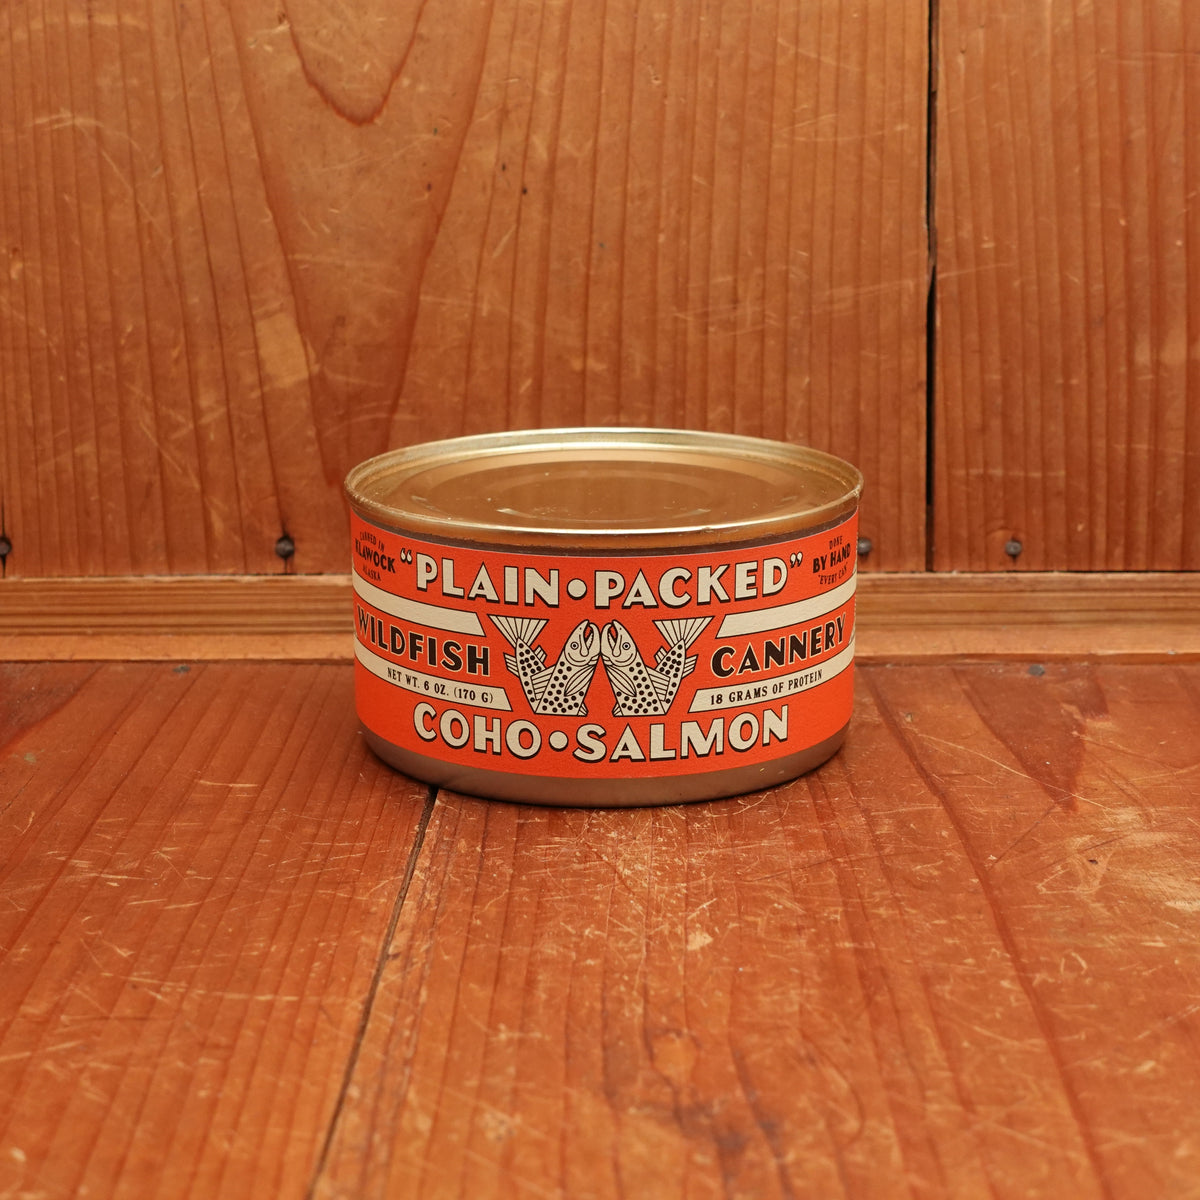 CANNED IN
KLAWOCK
ALASKA
“PLAIN•PACKED”
DONE
BY HAND
"EVERY CAN"
WILDFISH
CANNERY
NET WT. 6 OZ. (170 G)
18 GRAMS OF PROTEIN
COHO•SALMON